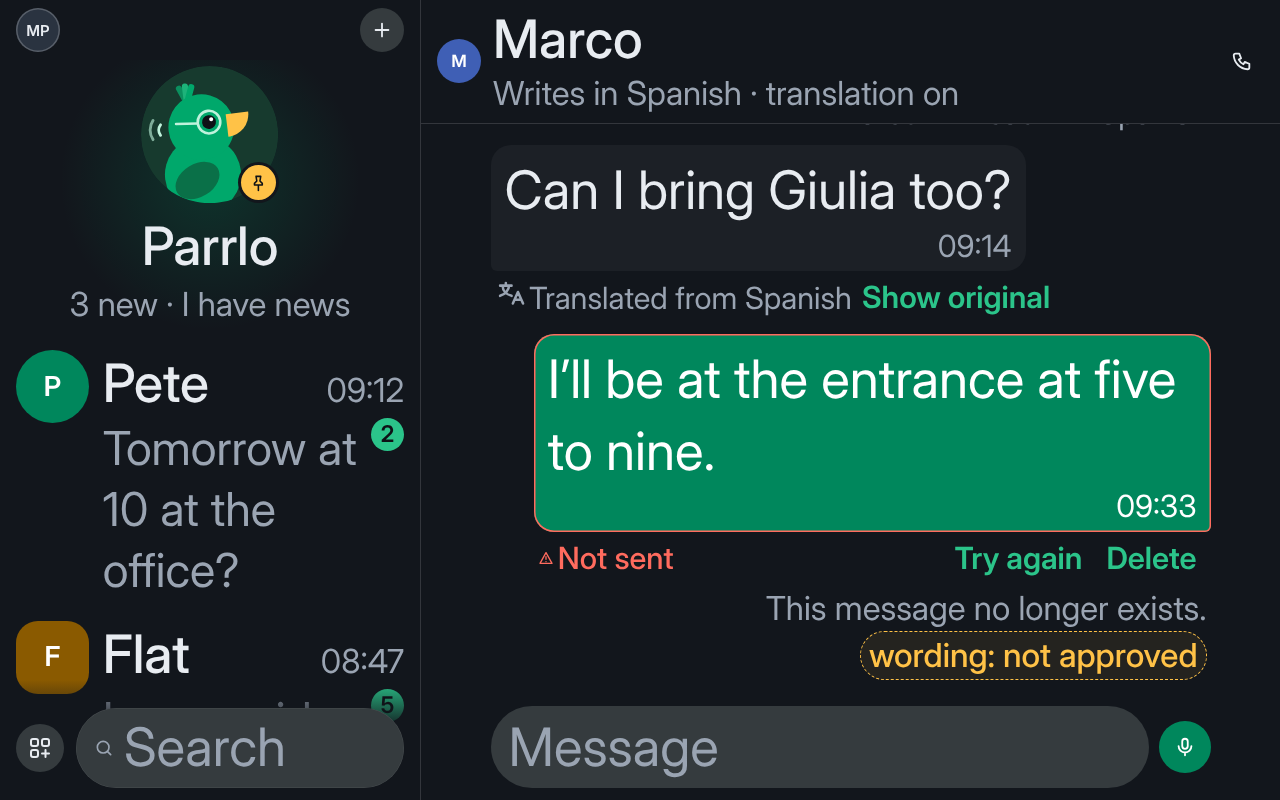 MP
Parrlo
3 new · I have news
P
Pete
09:12
Tomorrow at
2
10 at the
office?
F
Flat
08:47
5
Search
M
Marco
Writes in Spanish · translation on
Can I bring Giulia too?
09:14
Translated from Spanish Show original
I’ll be at the entrance at five
to nine.
09:33
Not sent
Try again Delete
This message no longer exists.
wording: not approved
Message